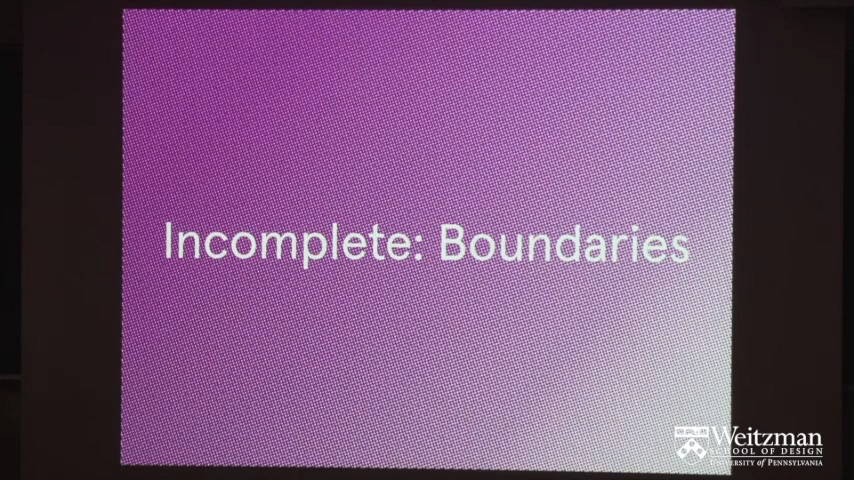 Incomplete: Boundaries
Weitzman
SCHOOL OF DESIGN
UNIVERSITY of PENNSYLVANIA